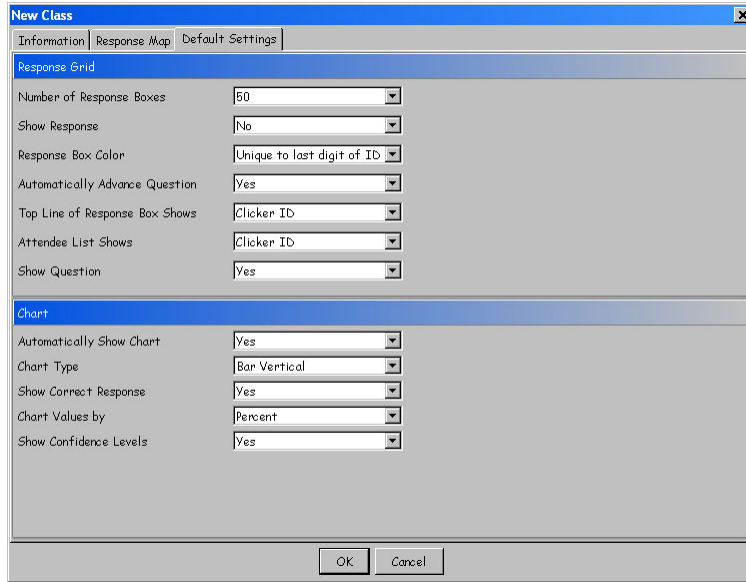 New Class
Information Response Map Default Settings
Response Grid
Number of Response Boxes 50
Show Response No
Response Box Color Unique to last digit of ID
Automatically Advance Question Yes
Top Line of Response Box Shows Clicker ID
Attendee List Shows Clicker ID
Show Question Yes
Chart
Automatically Show Chart Yes
Chart Type Bar Vertical
Show Correct Response Yes
Chart Values by Percent
Show Confidence Levels Yes
OK Cancel